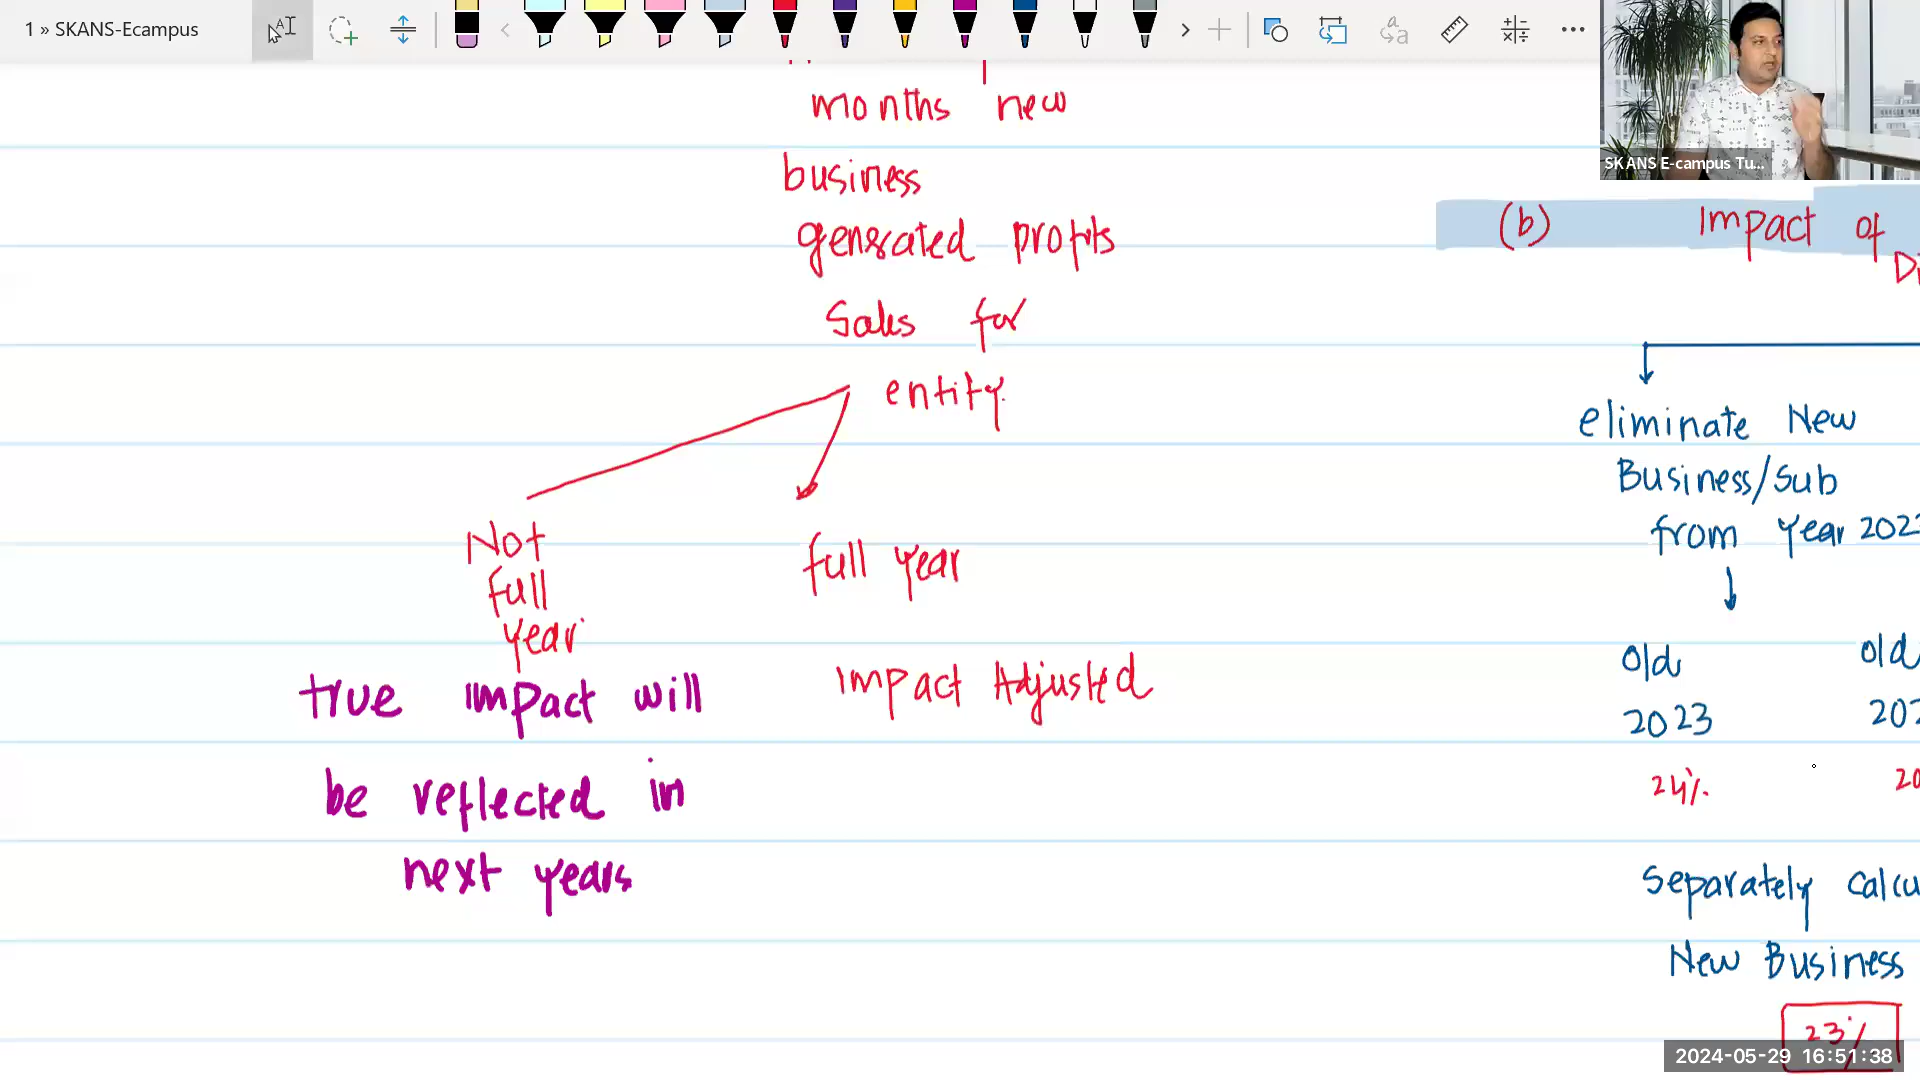 1 » SKANS-Ecampus
SKANS E-campus Tu...
months new
business
generated profits
Sales for
entity.
Not
full
year
full year
true impact will
be reflected in
next years
Impact Adjusted
(b) Impact of
eliminate New
Business/Sub
from year
Old
2023
24%
Old
Separately
New Business
23%
2024-05-29 16:51:38